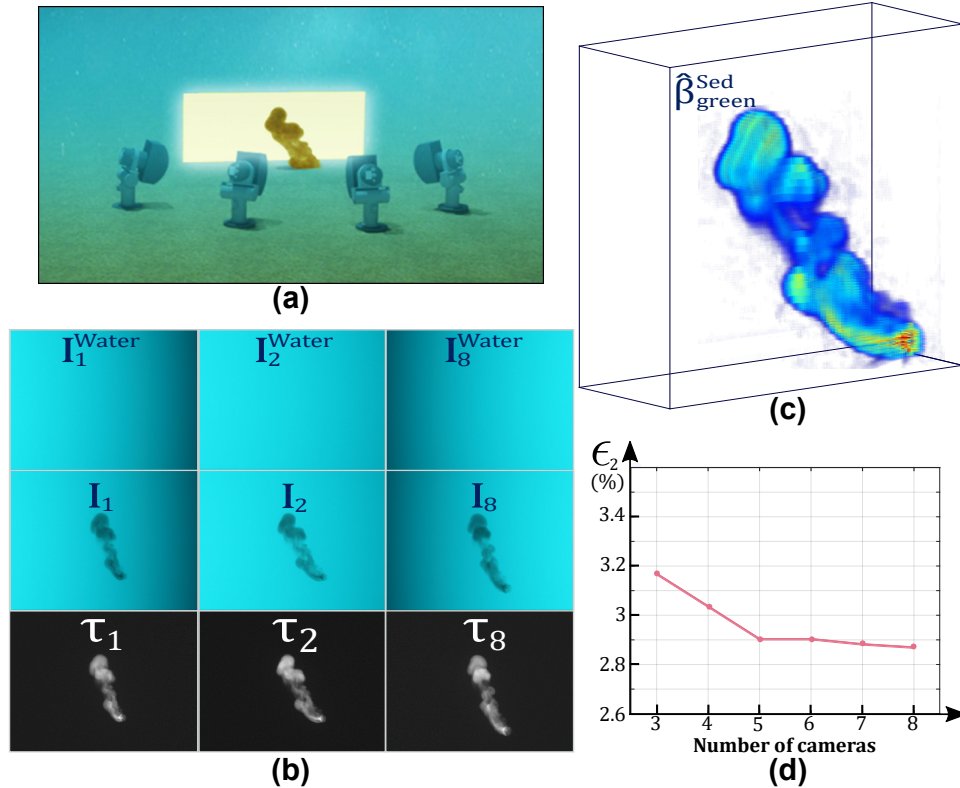 (a)
I₁^Water I₂^Water I₈^Water
I₁ I₂ I₈
τ₁ τ₂ τ₈
(b)
β̂^Sed_green
(c)
ϵ₂
(%)
3.4
3.2
3
2.8
2.6
3 4 5 6 7 8
Number of cameras
(d)